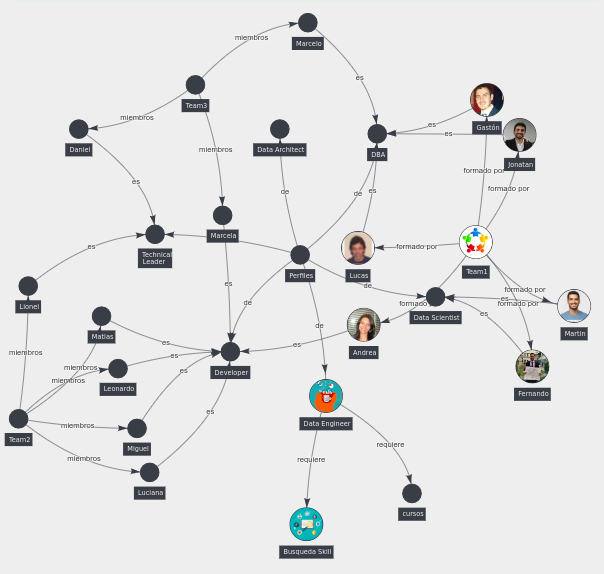 miembros
Marcelo
es
Team3
miembros
miembros
Daniel
Data Architect
DBA
es
es
Gastón
Jonatan
es
de
de
es
formado por
formado por
Marcela
Technical
Leader
es
Perfiles
Lucas
formado por
Team1
es
de
de
Lionel
formado por
es
formado por
formado
Data Scientist
Martin
Matias
es
es
Andrea
es
de
miembros
es
Developer
Fernando
miembros
miembros
Leonardo
es
es
Team2
miembros
Miguel
Data Engineer
miembros
Luciana
requiere
requiere
cursos
Busqueda Skill